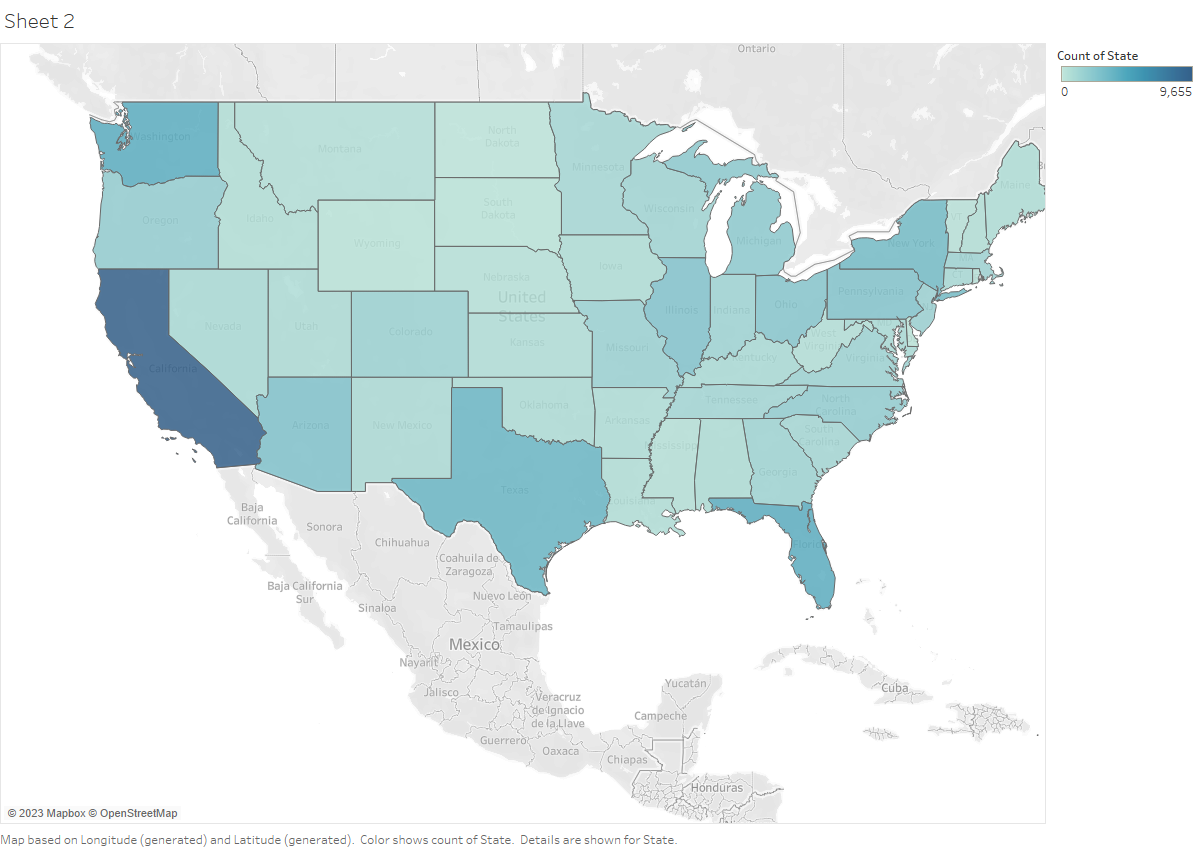 Sheet 2
Ontario
Count of State
0
9,655
Washington
Montana
North
Dakota
Minnesota
Maine
Oregon
Idaho
South
Dakota
Wisconsin
VT
Wyoming
Michigan
New York
MA
Iowa
CT
Nebraska
Pennsylvania
United
States
Illinois
Indiana
Ohio
Nevada
Utah
Colorado
Kansas
Missouri
West
Virginia
Virginia
Kentucky
California
Oklahoma
Tennessee
North
Carolina
Arizona
New Mexico
Arkansas
South
Carolina
Mississippi
Georgia
Texas
Louisiana
Florida
Baja
California
Sonora
Chihuahua
Coahuila de
Zaragoza
Baja California
Sur
Nuevo León
Sinaloa
Tamaulipas
Mexico
Nayarit
Yucatán
Cuba
Jalisco
Veracruz
de Ignacio
de la Llave
Campeche
Guerrero
Oaxaca
Chiapas
Honduras
© 2023 Mapbox © OpenStreetMap
Map based on Longitude (generated) and Latitude (generated).  Color shows count of State.  Details are shown for State.